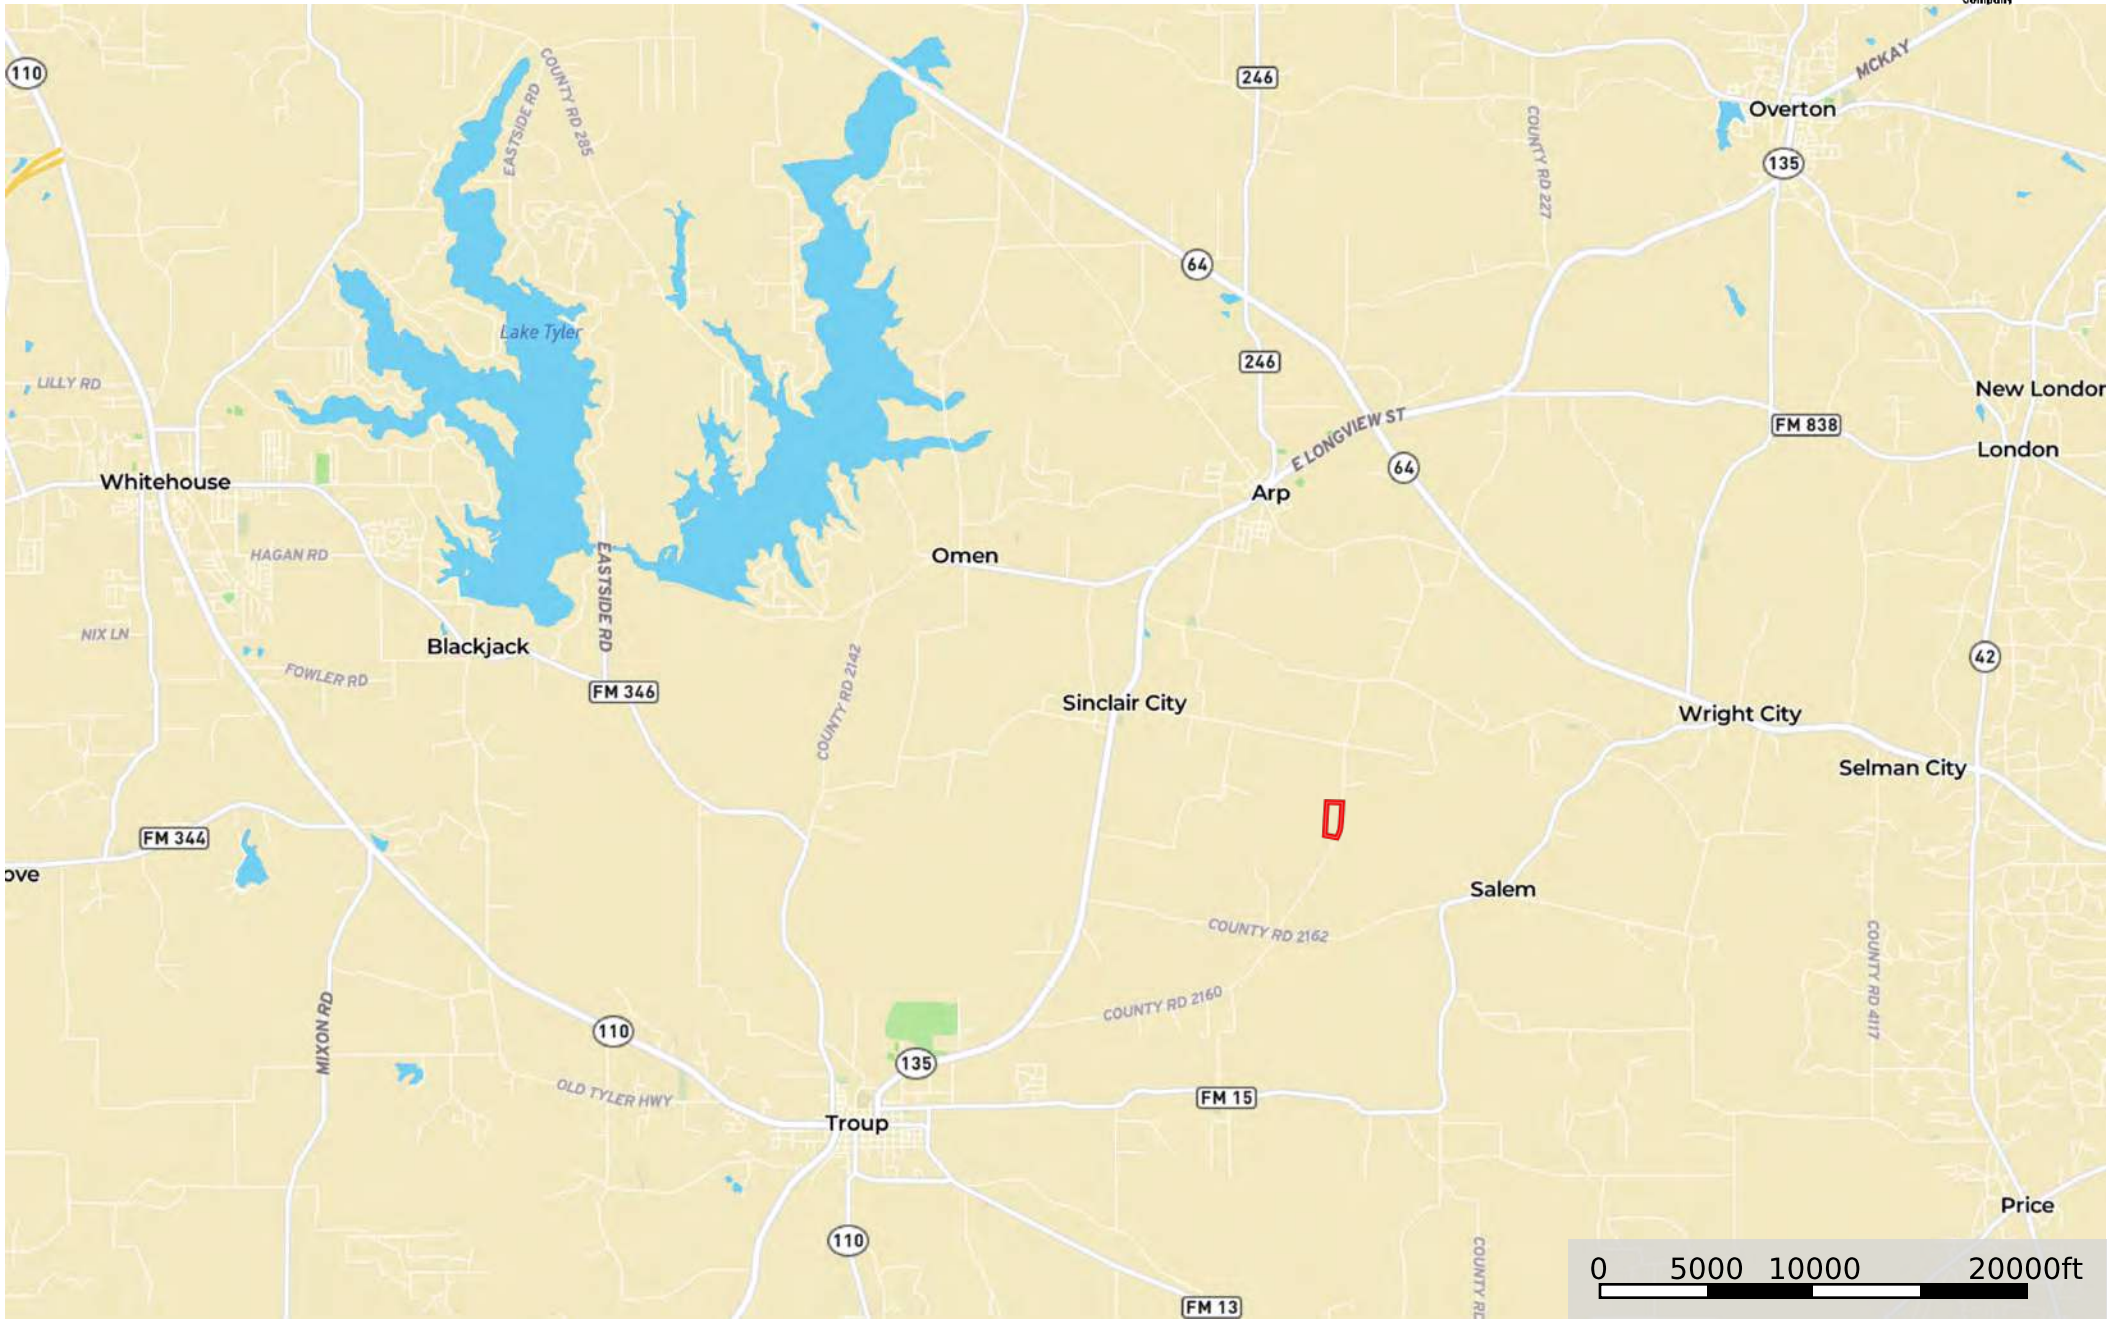 Company
110
246
COUNTY RD 285
EASTSIDE RD
MCKAY
Overton
COUNTY RD 227
135
64
Lake Tyler
246
LILLY RD
New Londor
E LONGVIEW ST
FM 838
London
64
Whitehouse
Arp
HAGAN RD
Omen
EASTSIDE RD
NIX LN
Blackjack
42
FOWLER RD
FM 346
COUNTY RD 2142
Sinclair City
Wright City
Selman City
FM 344
ove
Salem
COUNTY RD 2162
COUNTY RD 4117
COUNTY RD 2160
MIXON RD
110
135
OLD TYLER HWY
FM 15
Troup
Price
110
COUNTY RD
FM 13
0 5000 10000 20000ft